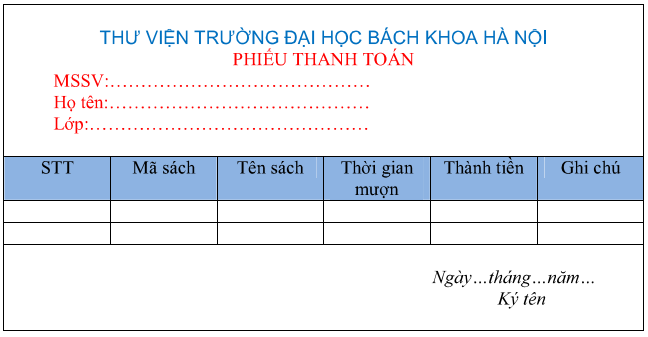 THƯ VIỆN TRƯỜNG ĐẠI HỌC BÁCH KHOA HÀ NỘI
PHIẾU THANH TOÁN
MSSV:……………………………………
Họ tên:……………………………………
Lớp:………………………………………
STT Mã sách Tên sách Thời gian mượn Thành tiền Ghi chú
Ngày…tháng…năm…
Ký tên